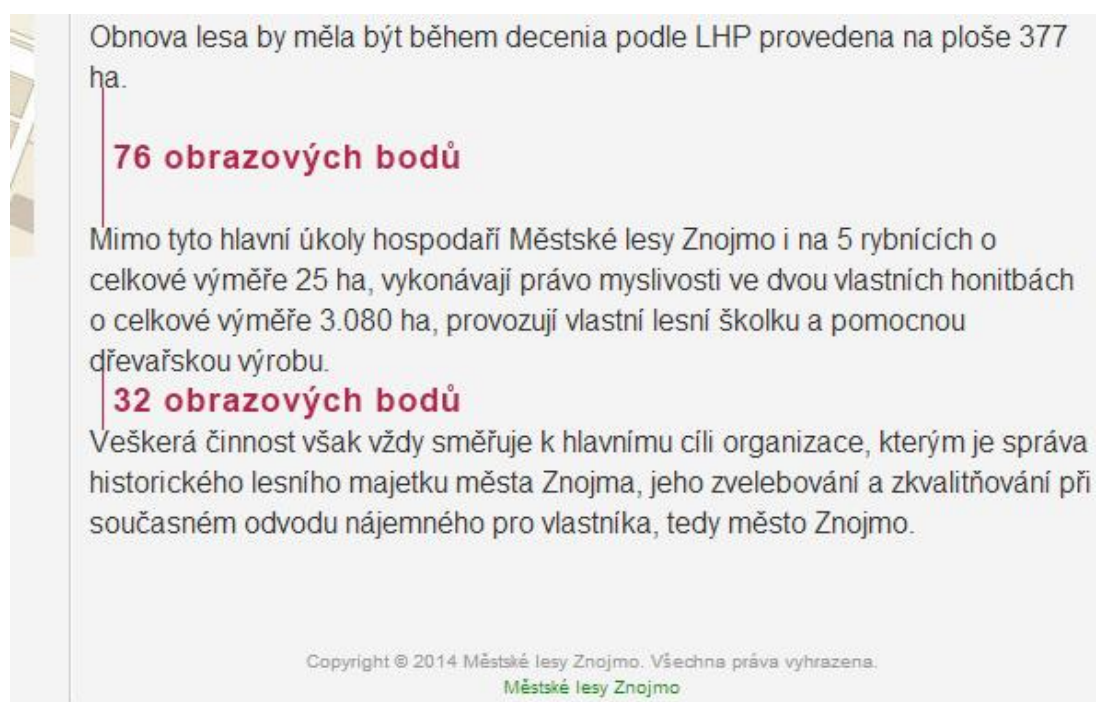 Obnova lesa by měla být během decenia podle LHP provedena na ploše 377
ha.
76 obrazových bodů
Mimo tyto hlavní úkoly hospodaří Městské lesy Znojmo i na 5 rybnících o
celkové výměře 25 ha, vykonávají právo myslivosti ve dvou vlastních honitbách
o celkové výměře 3.080 ha, provozují vlastní lesní školku a pomocnou
dřevařskou výrobu.
32 obrazových bodů
Veškerá činnost však vždy směřuje k hlavnímu cíli organizace, kterým je správa
historického lesního majetku města Znojma, jeho zvelebování a zkvalitňování při
současném odvodu nájemného pro vlastníka, tedy město Znojmo.
Copyright © 2014 Městské lesy Znojmo. Všechna práva vyhrazena.
Městské lesy Znojmo